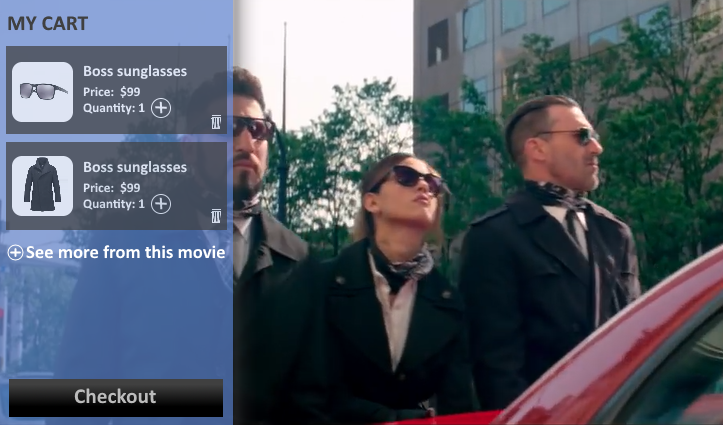 MY CART
Boss sunglasses
Price: $99
Quantity: 1
Boss sunglasses
Price: $99
Quantity: 1
See more from this movie
Checkout